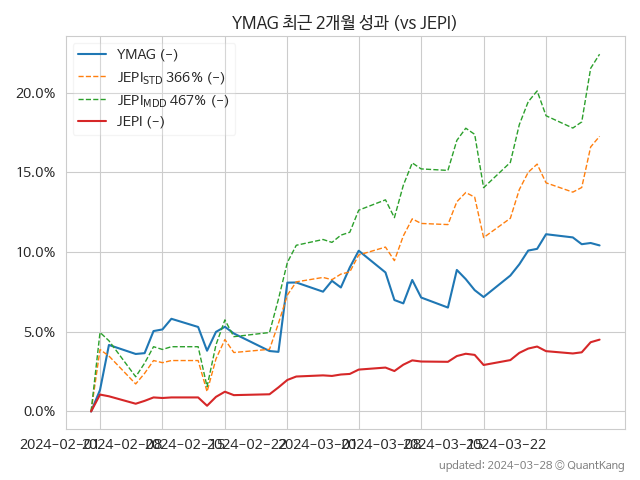 YMAG 최근 2개월 성과 (vs JEPI)
YMAG (-)
JEPISTD 366% (-)
JEPIMDD 467% (-)
JEPI (-)
20.0%
15.0%
10.0%
5.0%
0.0%
2024-02-01 2024-02-08 2024-02-15 2024-02-22 2024-03-01 2024-03-08 2024-03-15 2024-03-22
updated: 2024-03-28 © QuantKang